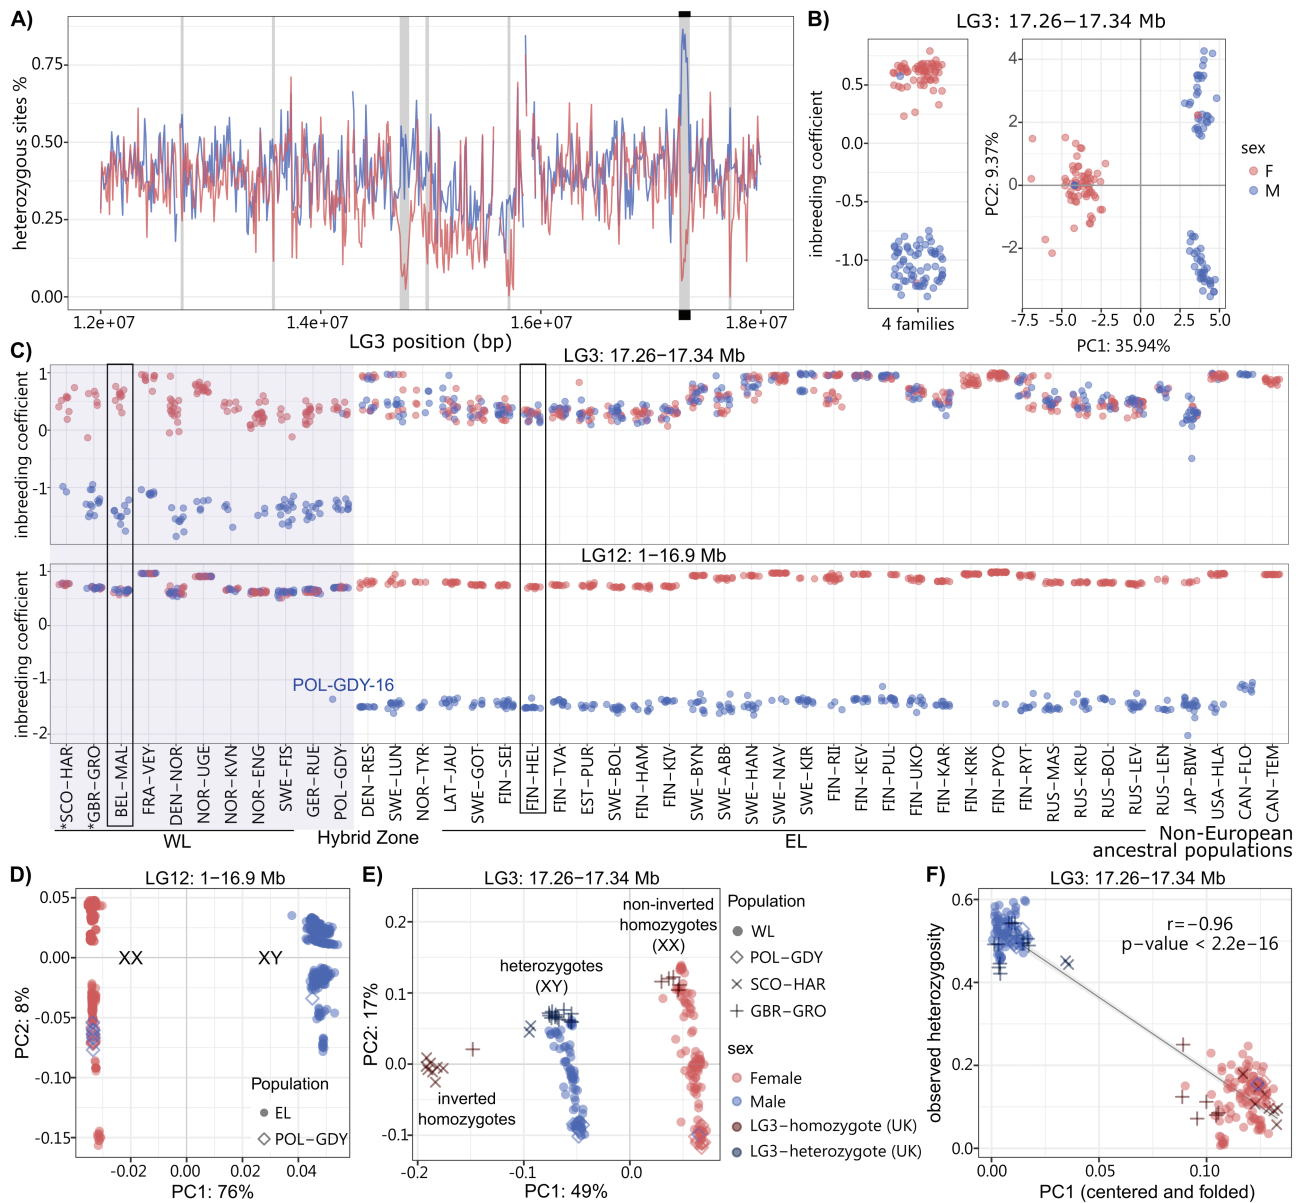 A)
heterozygous sites %
0.75
0.50
0.25
0.00
1.2e+07
1.4e+07
1.6e+07
1.8e+07
LG3 position (bp)
B)
LG3: 17.26−17.34 Mb
inbreeding coefficient
0.5
0.0
-0.5
-1.0
4 families
PC2: 9.37%
4
2
0
−2
-7.5
-5.0
-2.5
0.0
2.5
5.0
PC1: 35.94%
sex
F
M
C)
LG3: 17.26−17.34 Mb
inbreeding coefficient
1
0
-1
LG12: 1−16.9 Mb
inbreeding coefficient
1
0
-1
-2
POL-GDY-16
*SCO−HAR
*GBR−GRO
BEL−MAL
FRA−VEY
DEN−NOR
NOR−UGE
NOR−KVN
NOR−ENG
SWE−FIS
GER−RUE
POL−GDY
DEN−RES
SWE−LUN
NOR−TYR
LAT−JAU
SWE−GOT
FIN−SEI
FIN−HEL
FIN−TVA
EST−PUR
SWE−BOL
FIN−HAM
FIN−KIV
SWE−BYN
SWE−ABB
SWE−HAN
SWE−NAV
SWE−KIR
FIN−RII
FIN−KEV
FIN−PUL
FIN−UKO
FIN−KAR
FIN−KRK
FIN−PYO
FIN−RYT
RUS−MAS
RUS−KRU
RUS−BOL
RUS−LEV
RUS−LEN
JAP−BIW
USA−HLA
CAN−FLO
CAN−TEM
WL
Hybrid Zone
EL
Non-European
ancestral populations
D)
LG12: 1−16.9 Mb
PC2: 8%
0.05
0.00
-0.05
-0.10
-0.15
XX
XY
Population
EL
POL−GDY
-0.02
0.00
0.02
0.04
PC1: 76%
E)
LG3: 17.26−17.34 Mb
PC2: 17%
0.2
0.1
0.0
-0.1
non-inverted
homozygotes
(XX)
heterozygotes
(XY)
inverted
homozygotes
-0.2
-0.1
0.0
PC1: 49%
Population
WL
POL−GDY
SCO−HAR
GBR−GRO
sex
Female
Male
LG3−homozygote (UK)
LG3−heterozygote (UK)
F)
LG3: 17.26−17.34 Mb
observed heterozygosity
0.6
0.4
0.2
0.0
r=−0.96
p-value < 2.2e−16
0.00
0.05
0.10
PC1 (centered and folded)